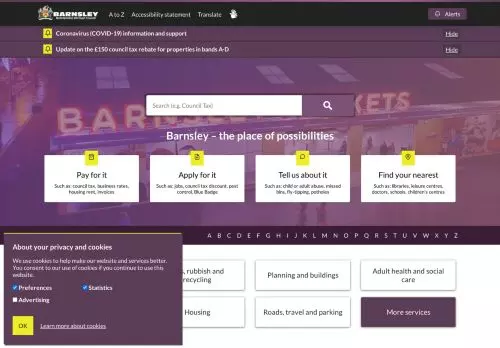 BARNSLEY
Metropolitan Borough Council
A to Z
Accessibility statement
Translate
Alerts
Coronavirus (COVID-19) information and support
Hide
Update on the £150 council tax rebate for properties in bands A-D
Hide
Search (e.g. Council Tax)
Barnsley – the place of possibilities
Pay for it
Such as: council tax, business rates,
housing rent, invoices
Apply for it
Such as: jobs, council tax discount, pest
control, Blue Badge
Tell us about it
Such as: child or adult abuse, missed
bins, fly-tipping, potholes
Find your nearest
Such as: libraries, leisure centres,
doctors, schools, children's centres
A B C D E F G H I J K L M N O P Q R S T U V W X Y Z
About your privacy and cookies
We use cookies to help make our website and services better.
You consent to our use of cookies if you continue to use this
website.
Preferences
Statistics
Advertising
OK
Learn more about cookies
rubbish and
recycling
Planning and buildings
Adult health and social
care
Housing
Roads, travel and parking
More services